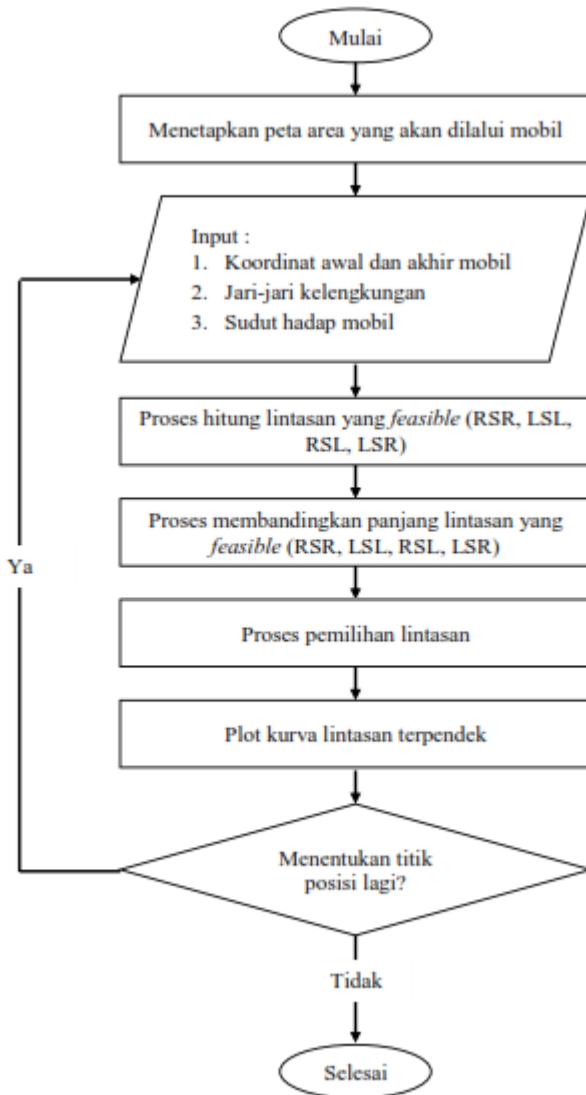 Mulai
Menetapkan peta area yang akan dilalui mobil
Input :
1. Koordinat awal dan akhir mobil
2. Jari-jari kelengkungan
3. Sudut hadap mobil
Proses hitung lintasan yang feasible (RSR, LSL,
RSL, LSR)
Proses membandingkan panjang lintasan yang
feasible (RSR, LSL, RSL, LSR)
Ya
Proses pemilihan lintasan
Plot kurva lintasan terpendek
Menentukan titik
posisi lagi?
Tidak
Selesai